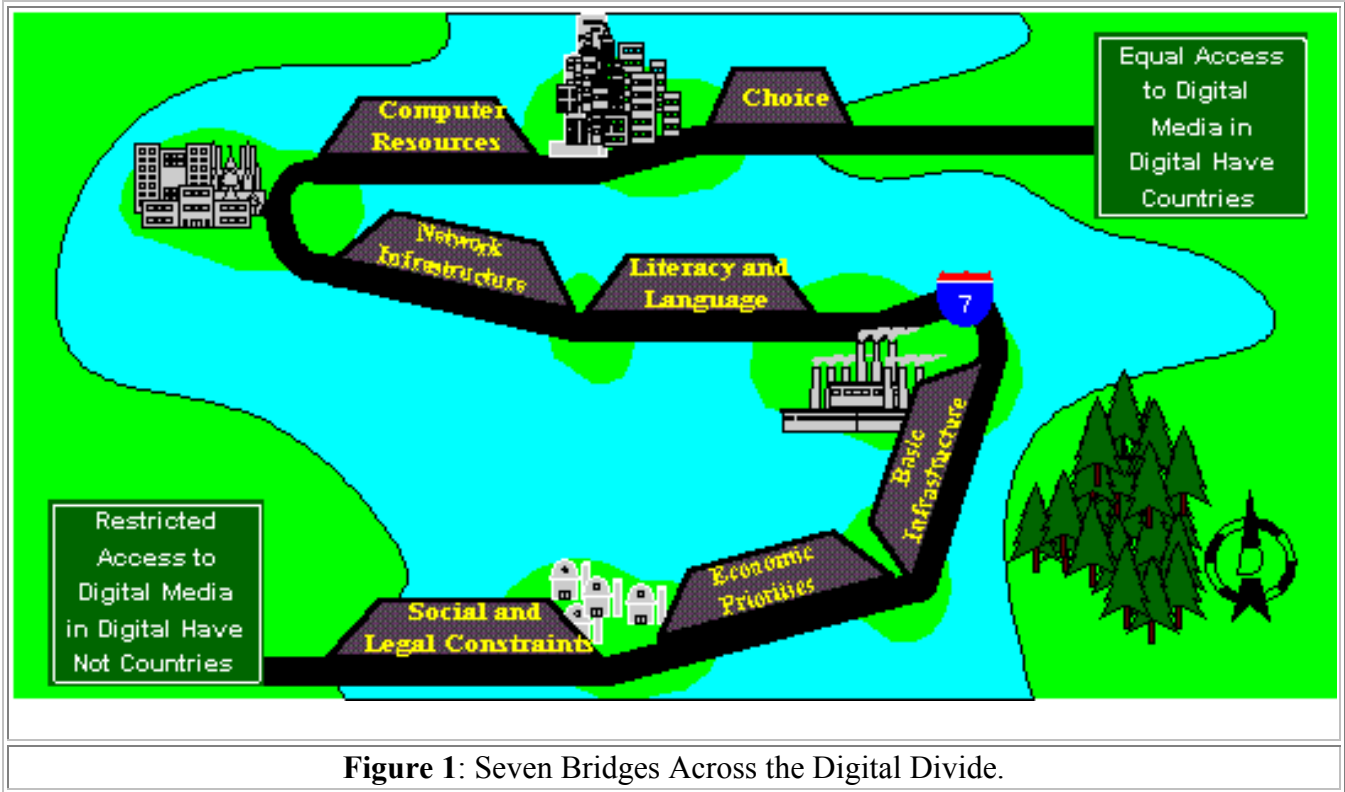 Computer
Resources
Choice
Equal Access
to Digital
Media in
Digital Have
Countries
Network
Infrastructure
Literacy and
Language
7
Basic
Infrastructure
Restricted
Access to
Digital Media
in Digital Have
Not Countries
Social and
Legal Constraints
Economic
Priorities
D
Figure 1: Seven Bridges Across the Digital Divide.